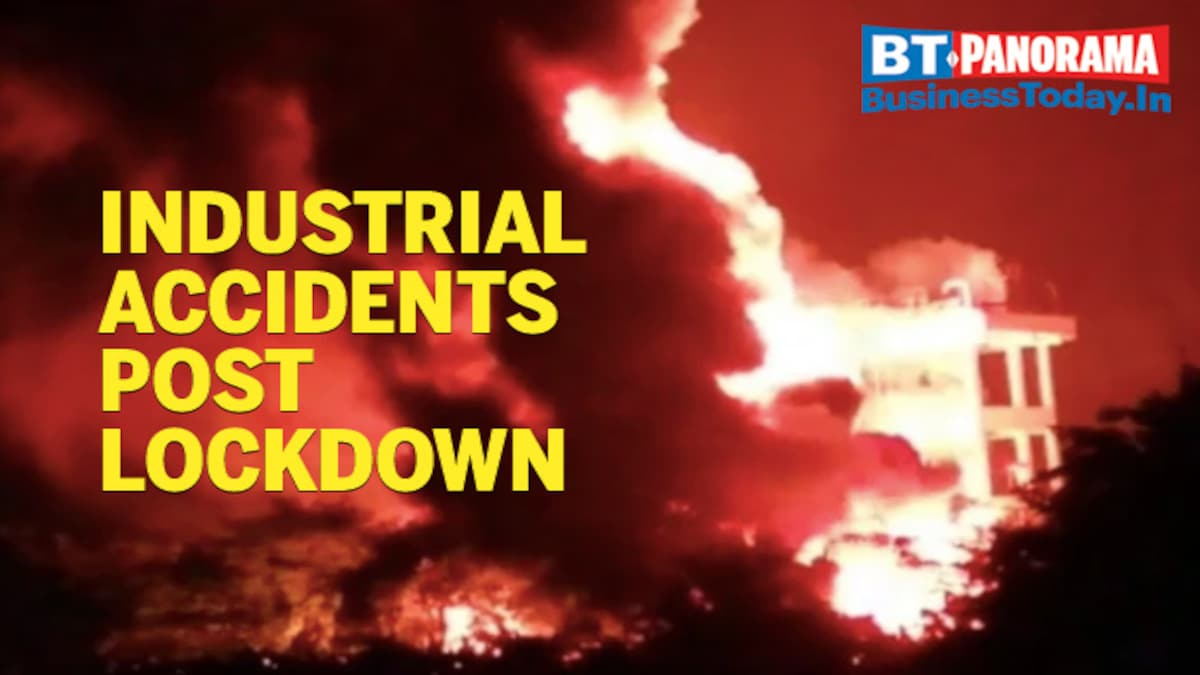 BT PANORAMA
BusinessToday.In
INDUSTRIAL
ACCIDENTS
POST
LOCKDOWN